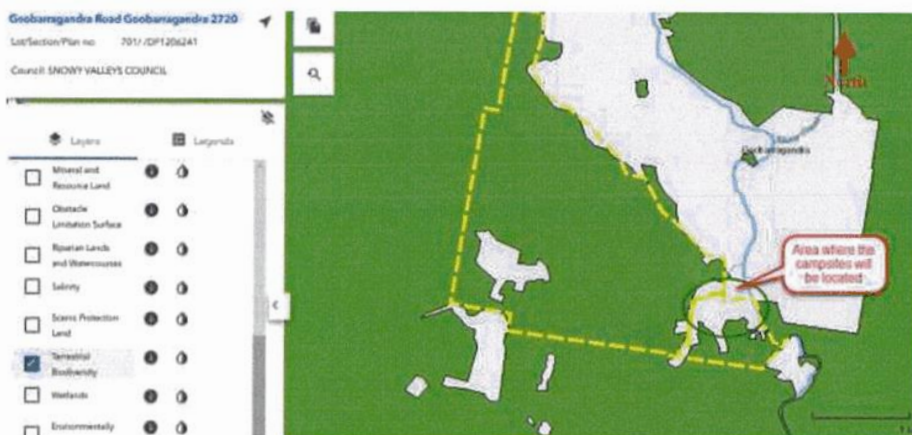 Goobarragandra Road Goobarragandra 2720
Lot/Section/Plan no: 701/-/DP1206241
Council: SNOWY VALLEYS COUNCIL
Layers
Legends
Mineral and
Resource Land
Obstacle
Limitation Surface
Riparian Lands
and Watercourses
Salinity
Scenic Protection
Land
Terrestrial
Biodiversity
Wetlands
Environmentally
North
Goobarragandra
Area where the
campsites will
be located